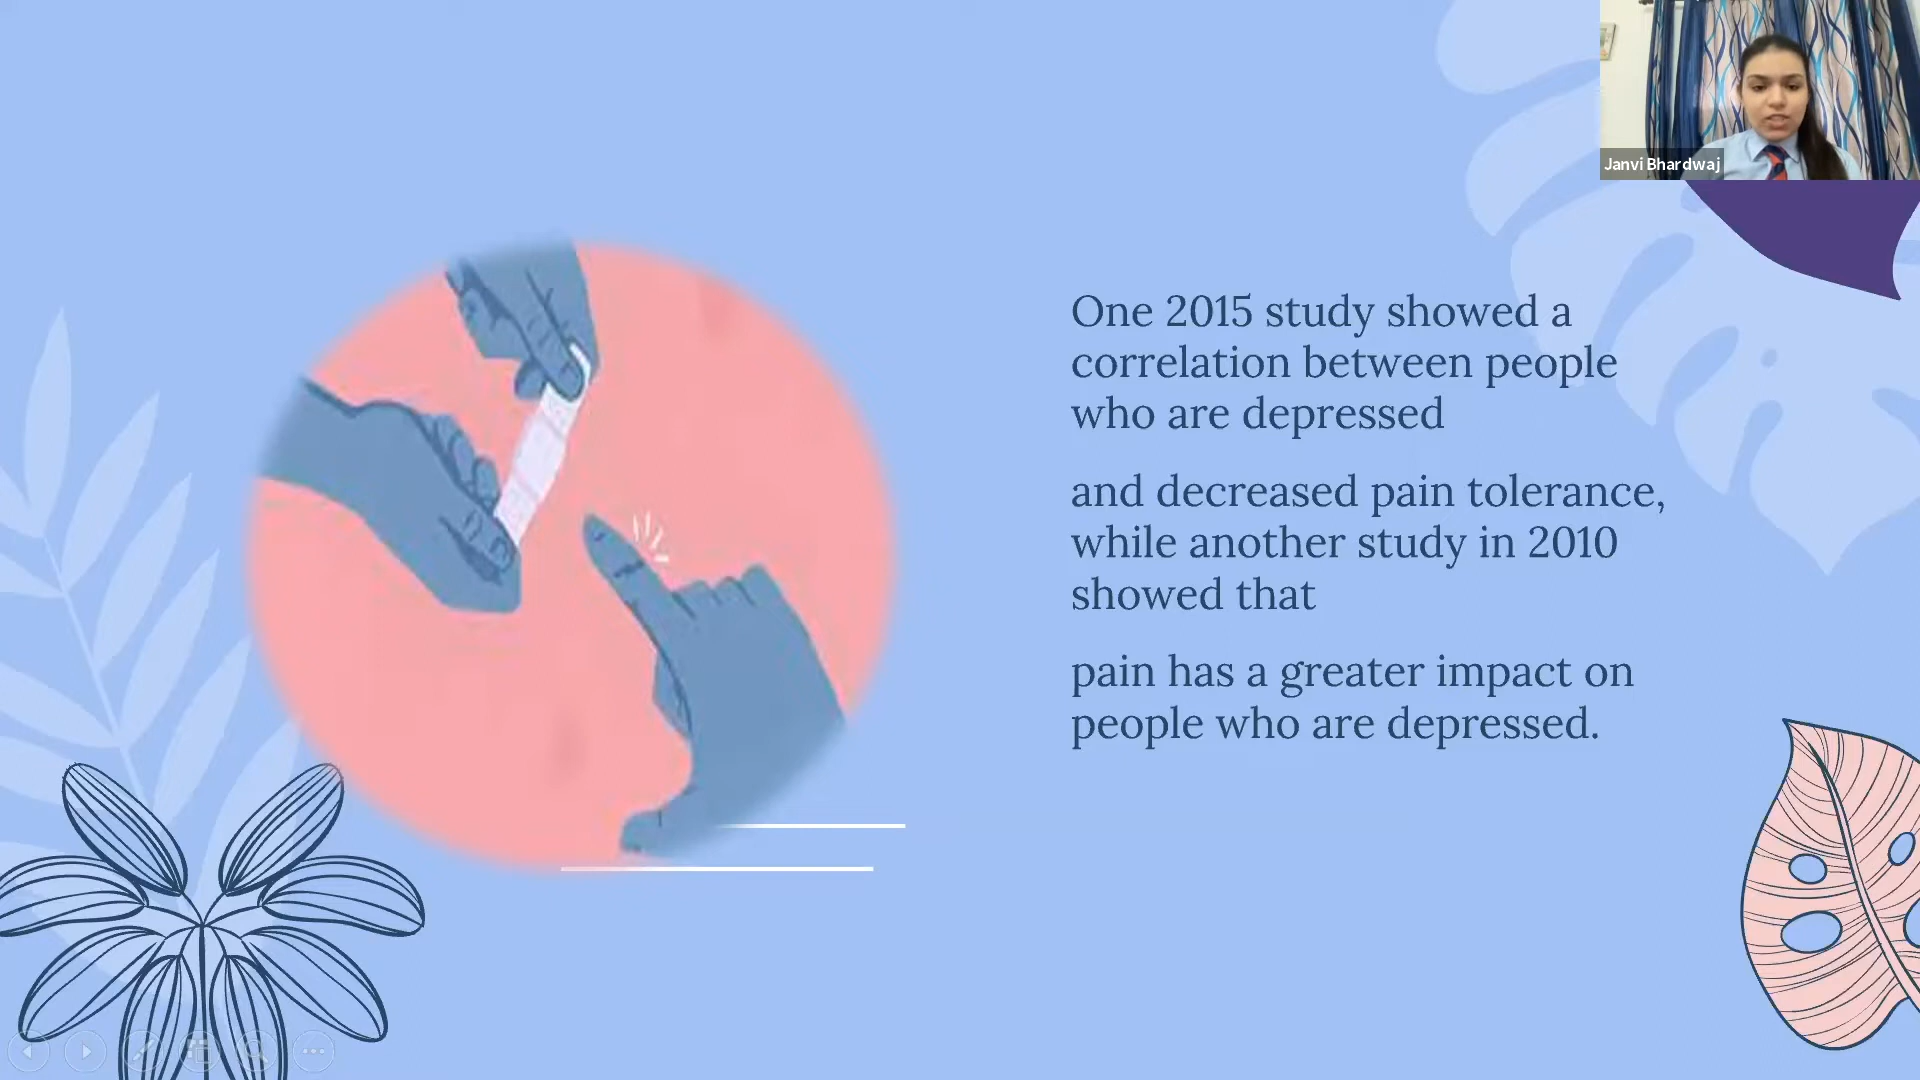 Janvi Bhardwaj
One 2015 study showed a
correlation between people
who are depressed
and decreased pain tolerance,
while another study in 2010
showed that
pain has a greater impact on
people who are depressed.